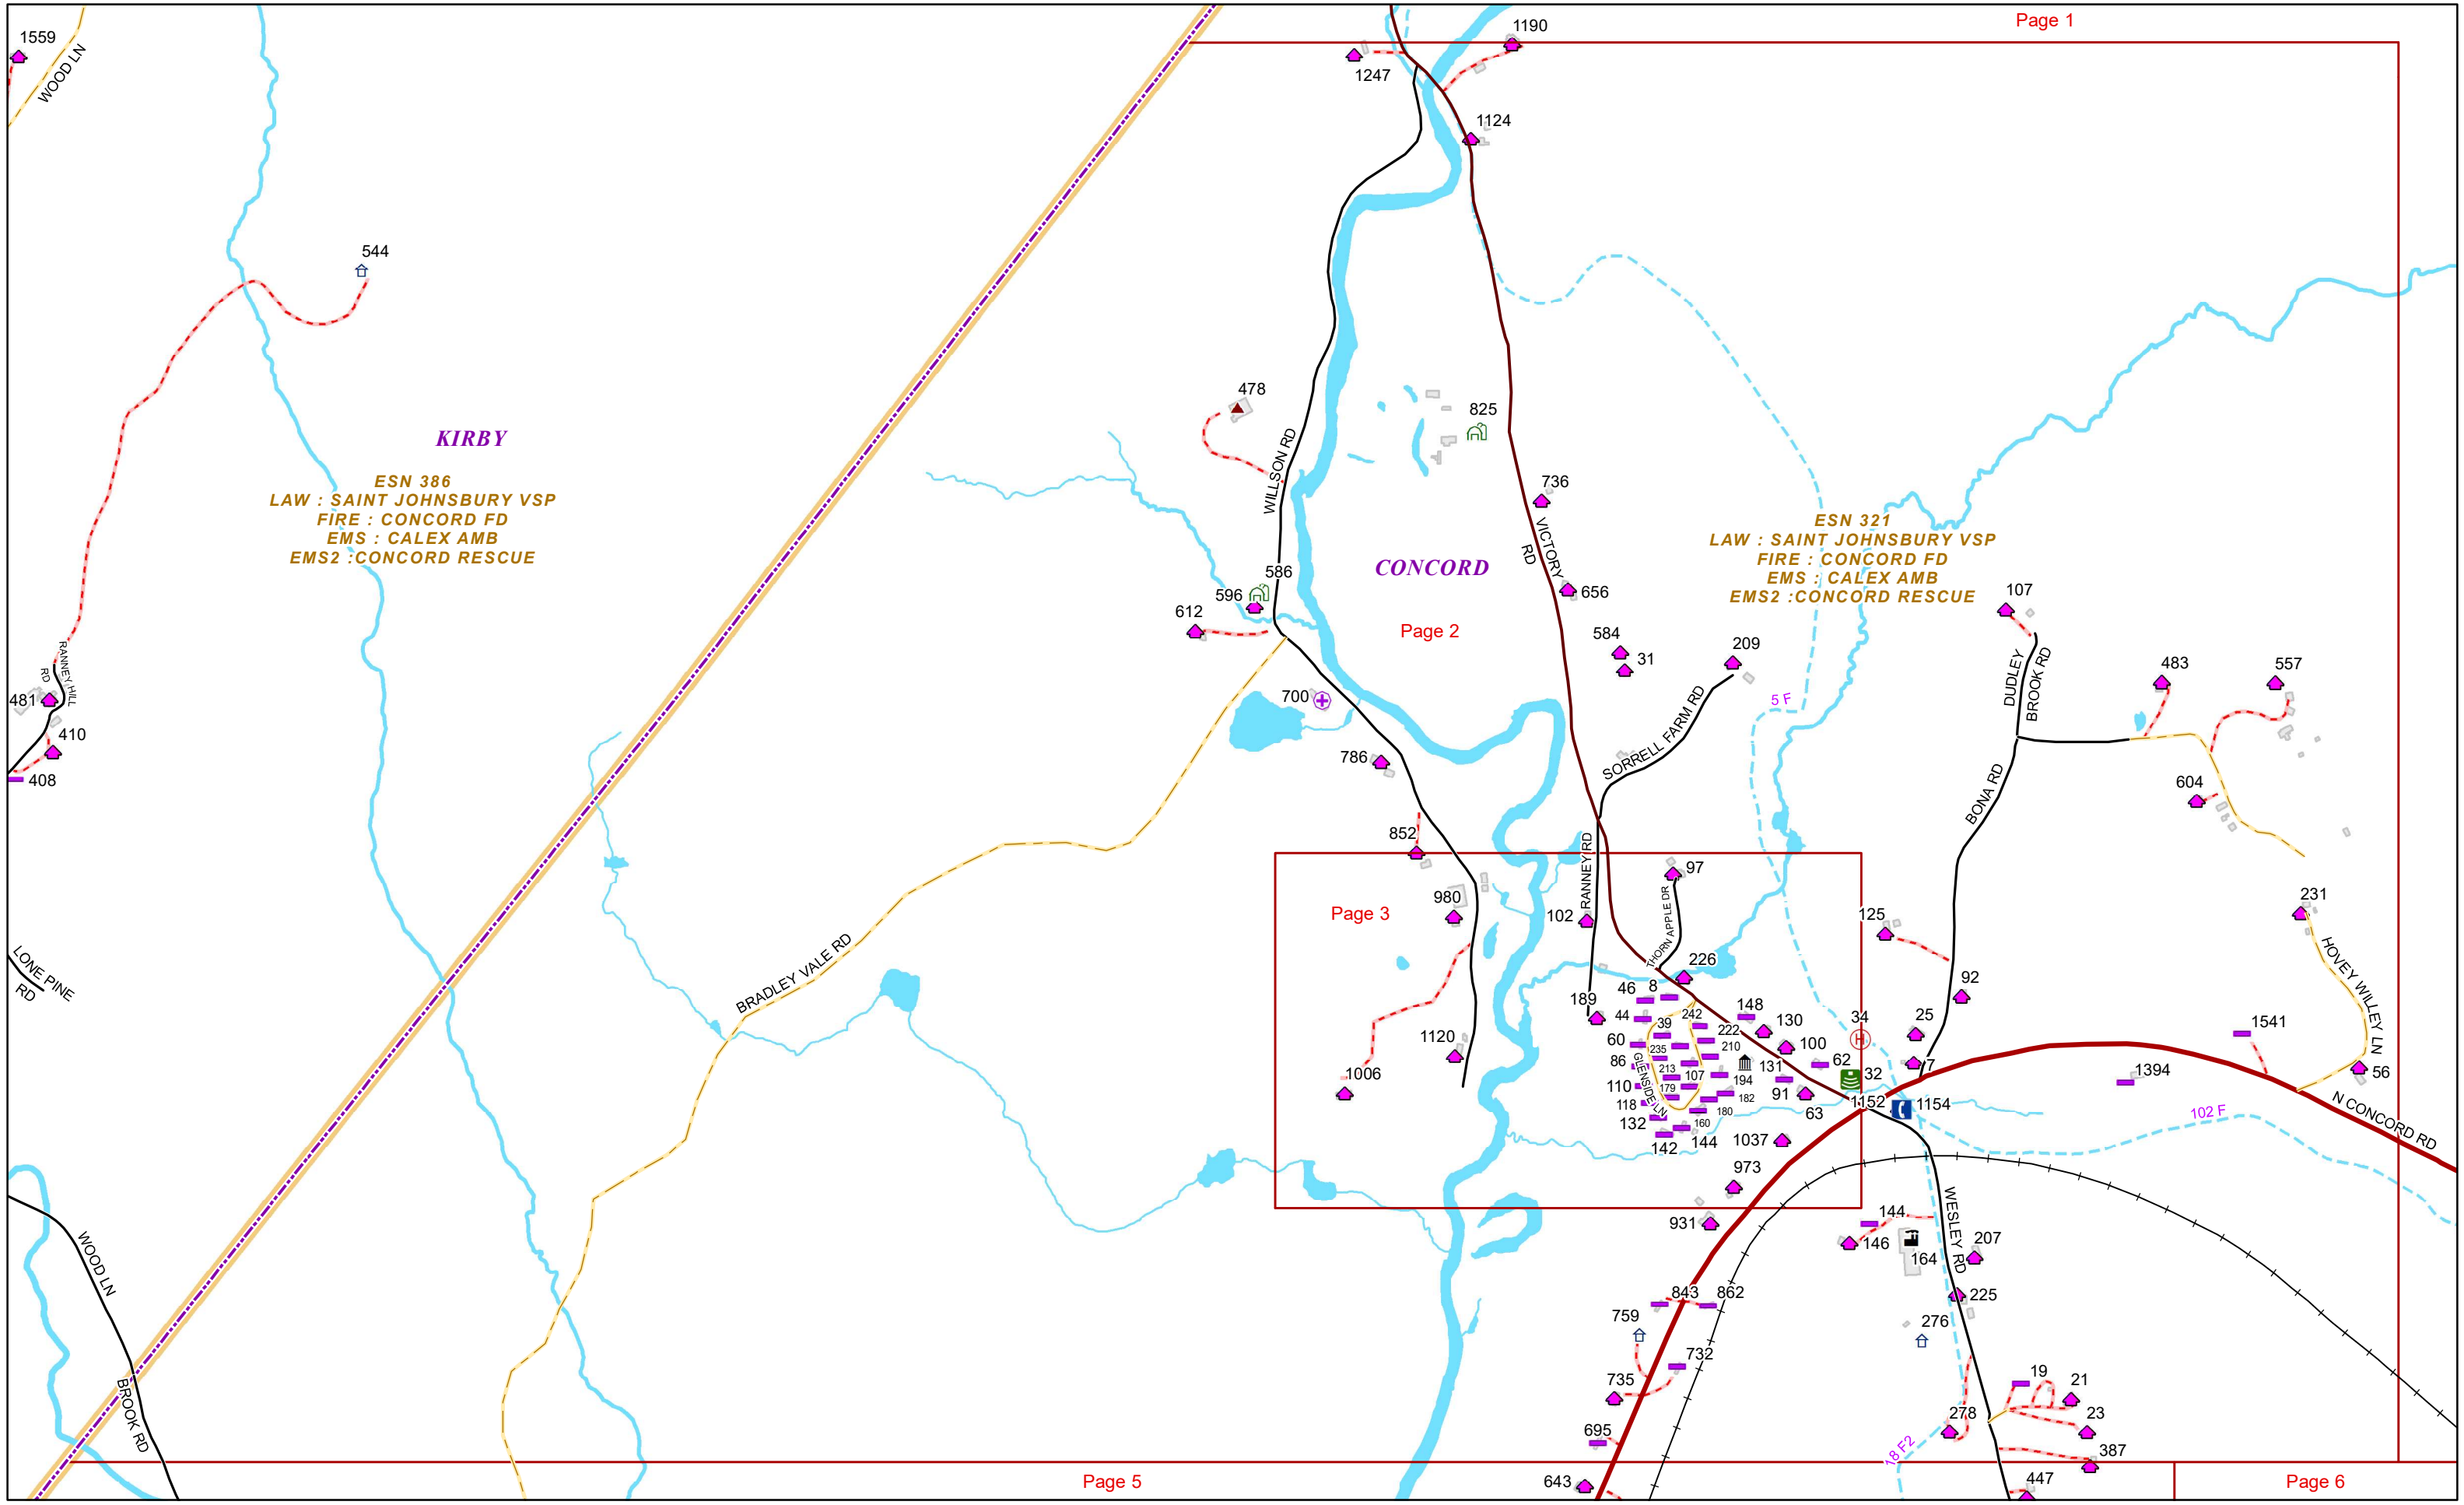 Page 1
1559
WOOD LN
1190
1247
1124
544
478
825
KIRBY
ESN 386
LAW : SAINT JOHNSBURY VSP
FIRE : CONCORD FD
EMS : CALEX AMB
EMS2 :CONCORD RESCUE
WILLSON RD
736
VICTORY
RD
CONCORD
ESN 321
LAW : SAINT JOHNSBURY VSP
FIRE : CONCORD FD
EMS : CALEX AMB
EMS2 :CONCORD RESCUE
586
596
612
656
107
Page 2
584
31
209
DUDLEY
BROOK RD
483
557
RANNEY HILL
RD
481
410
408
700
5 F
786
SORRELL FARM RD
BONA RD
604
852
RANNEY RD
97
Page 3
980
102
THORN APPLE DR
125
231
HOVEY WILLEY LN
BRADLEY VALE RD
LONE PINE
RD
226
92
46
8
189
44
242
148
34
39
222
130
25
1541
60
235
210
100
1120
86
213
107
131
62
7
194
32
1394
56
1006
110
179
182
91
GLENSIDE LN
118
180
63
1152
1154
132
160
102 F
N CONCORD RD
142
144
1037
973
931
144
146
164
WESLEY RD
207
WOOD LN
225
843
862
759
276
732
735
19
21
BROOK RD
278
23
695
18 F2
387
Page 5
643
447
Page 6